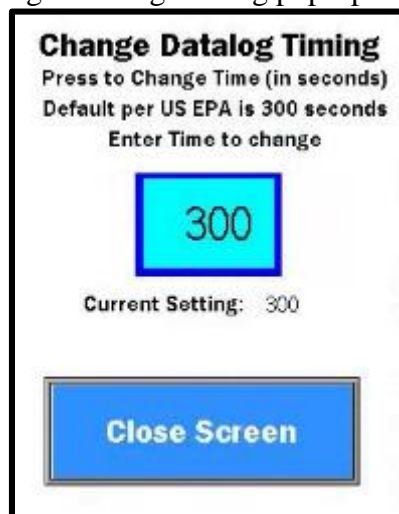 Change Datalog Timing
Press to Change Time (in seconds)
Default per US EPA is 300 seconds
Enter Time to change
300
Current Setting: 300
Close Screen